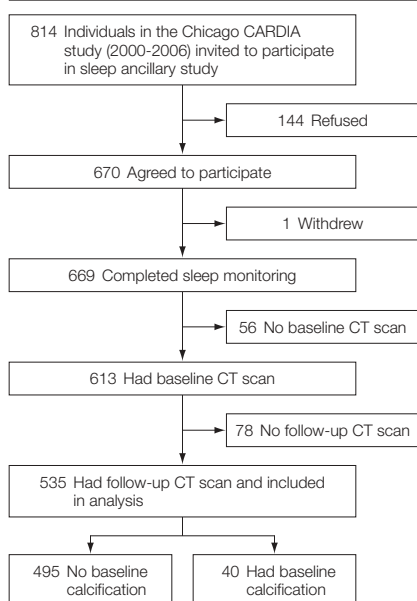 814 Individuals in the Chicago CARDIA
study (2000-2006) invited to participate
in sleep ancillary study
144 Refused
670 Agreed to participate
1 Withdrew
669 Completed sleep monitoring
56 No baseline CT scan
613 Had baseline CT scan
78 No follow-up CT scan
535 Had follow-up CT scan and included
in analysis
495 No baseline
calcification
40 Had baseline
calcification